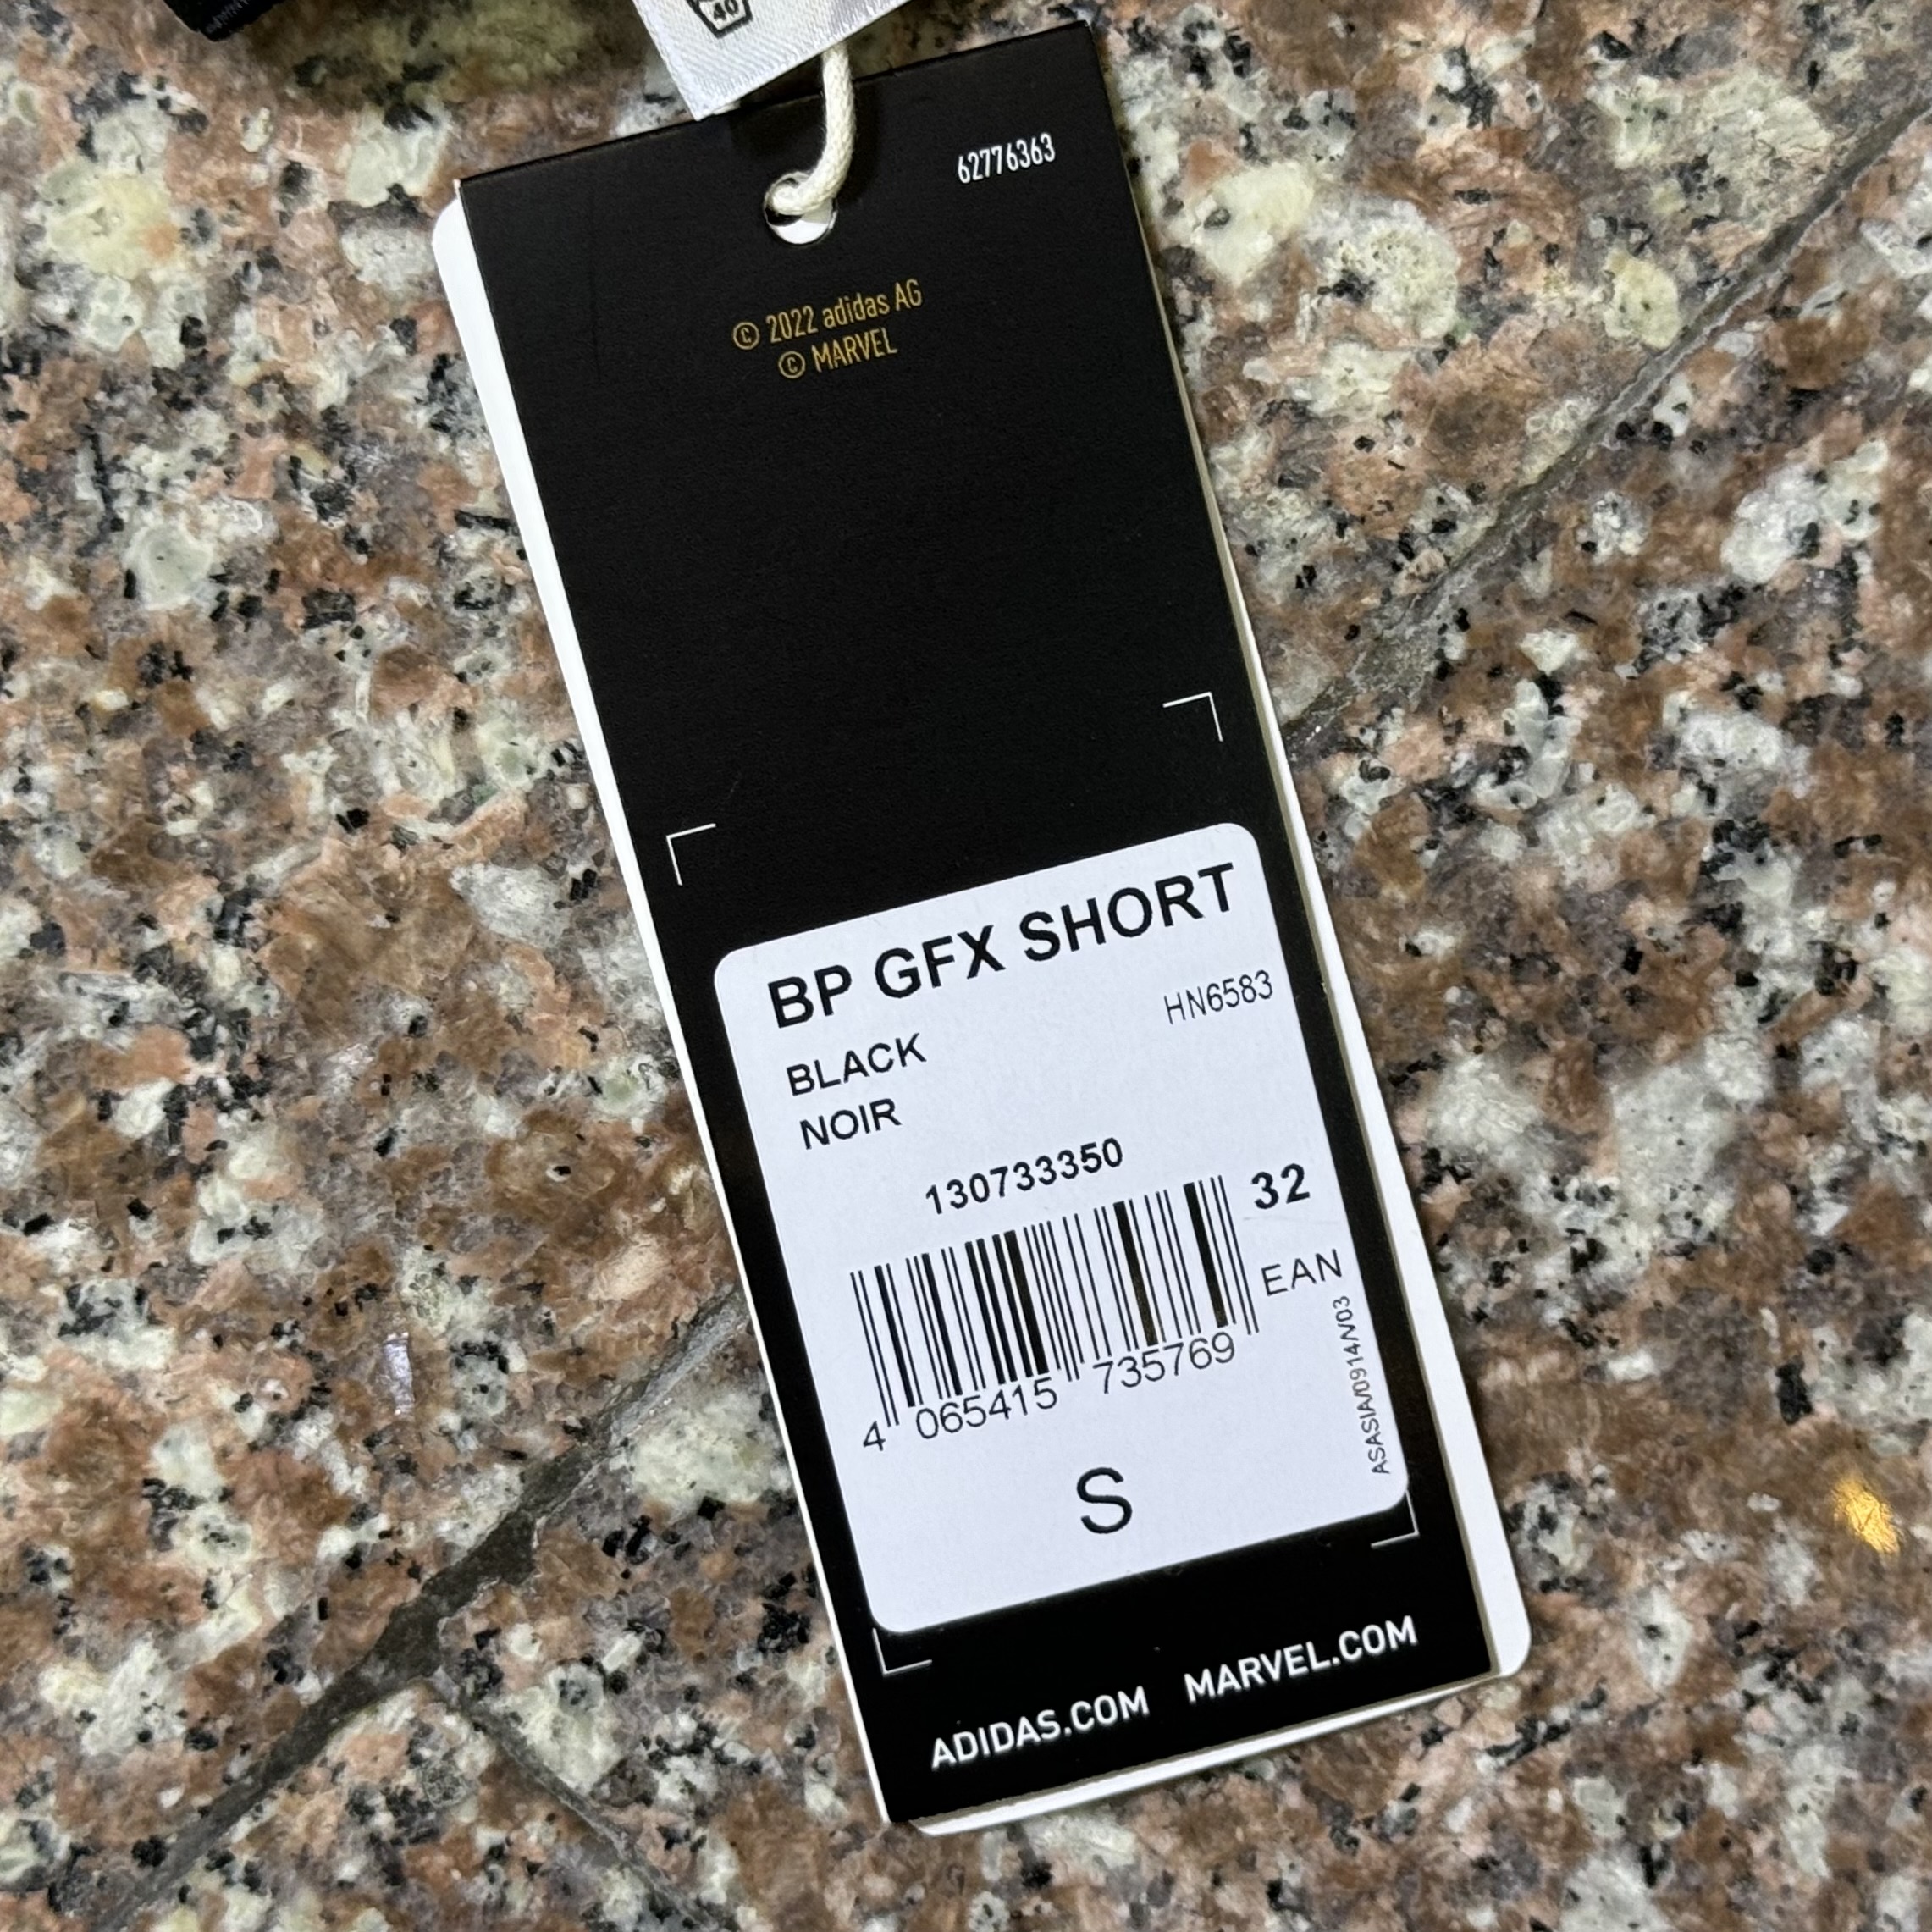 40
62776363
© 2022 adidas AG
© MARVEL
BP GFX SHORT
HN6583
BLACK
NOIR
130733350
32
EAN
4 065415 735769
ASASIA/0914/V03
S
ADIDAS.COM MARVEL.COM